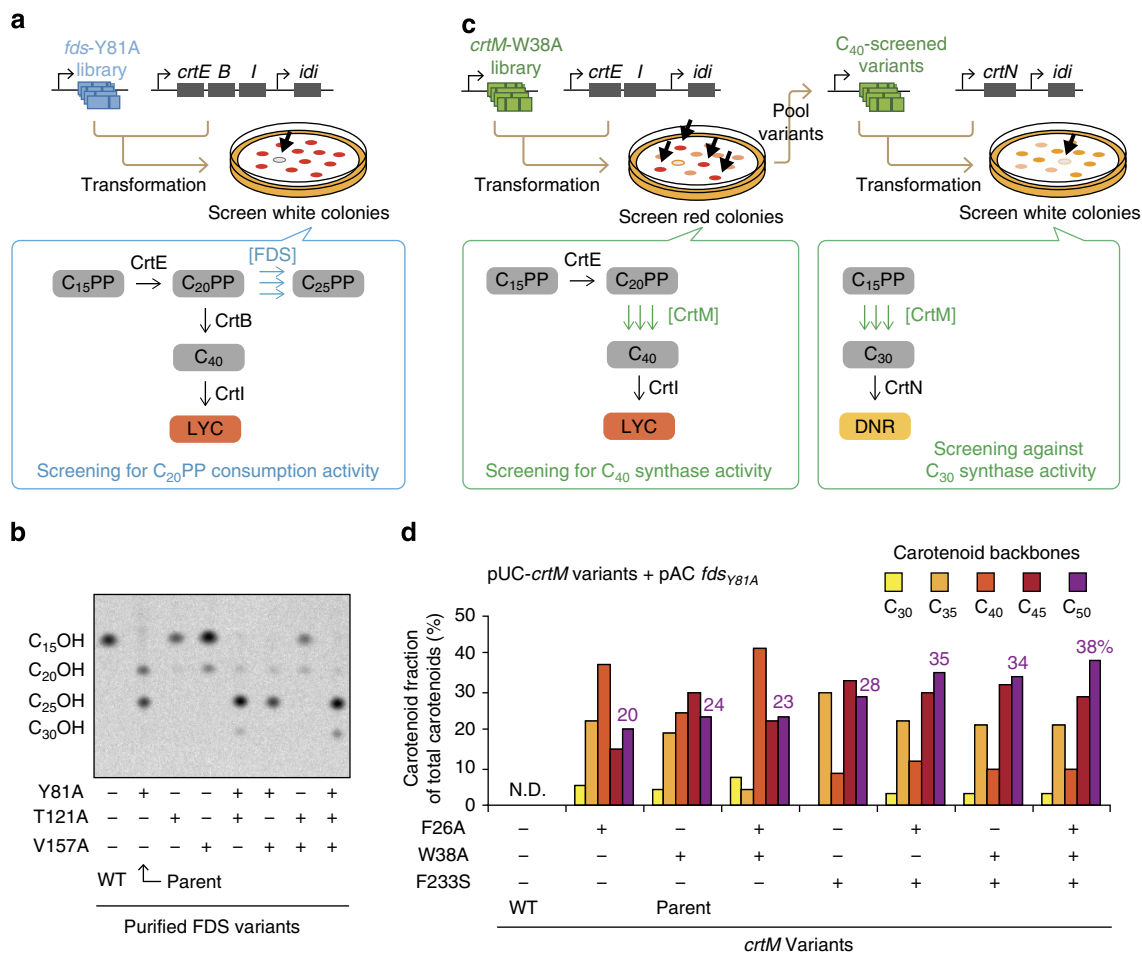 a
fds-Y81A
library
crtE B I idi
Transformation
Screen white colonies
C15PP
CrtE
C20PP
[FDS]
C25PP
CrtB
C40
CrtI
LYC
Screening for C20PP consumption activity
c
crtM-W38A
library
crtE I idi
Pool
variants
C40-screened
variants
crtN idi
Transformation
Screen red colonies
Transformation
Screen white colonies
C15PP
CrtE
C20PP
[CrtM]
C40
CrtI
LYC
Screening for C40 synthase activity
C15PP
[CrtM]
C30
CrtN
DNR
Screening against
C30 synthase activity
b
C15OH
C20OH
C25OH
C30OH
Y81A – + – – + + – +
T121A – – + – + – + +
V157A – – – + – + + +
WT Parent
Purified FDS variants
d
pUC-crtM variants + pAC fdsY81A
Carotenoid backbones
C30 C35 C40 C45 C50
Carotenoid fraction
of total carotenoids (%)
50
40
30
20
10
0
N.D.
20
24
23
28
35
34
38%
F26A – + – + – + – +
W38A – – + + – – + +
F233S – – – – + + + +
WT Parent
crtM Variants